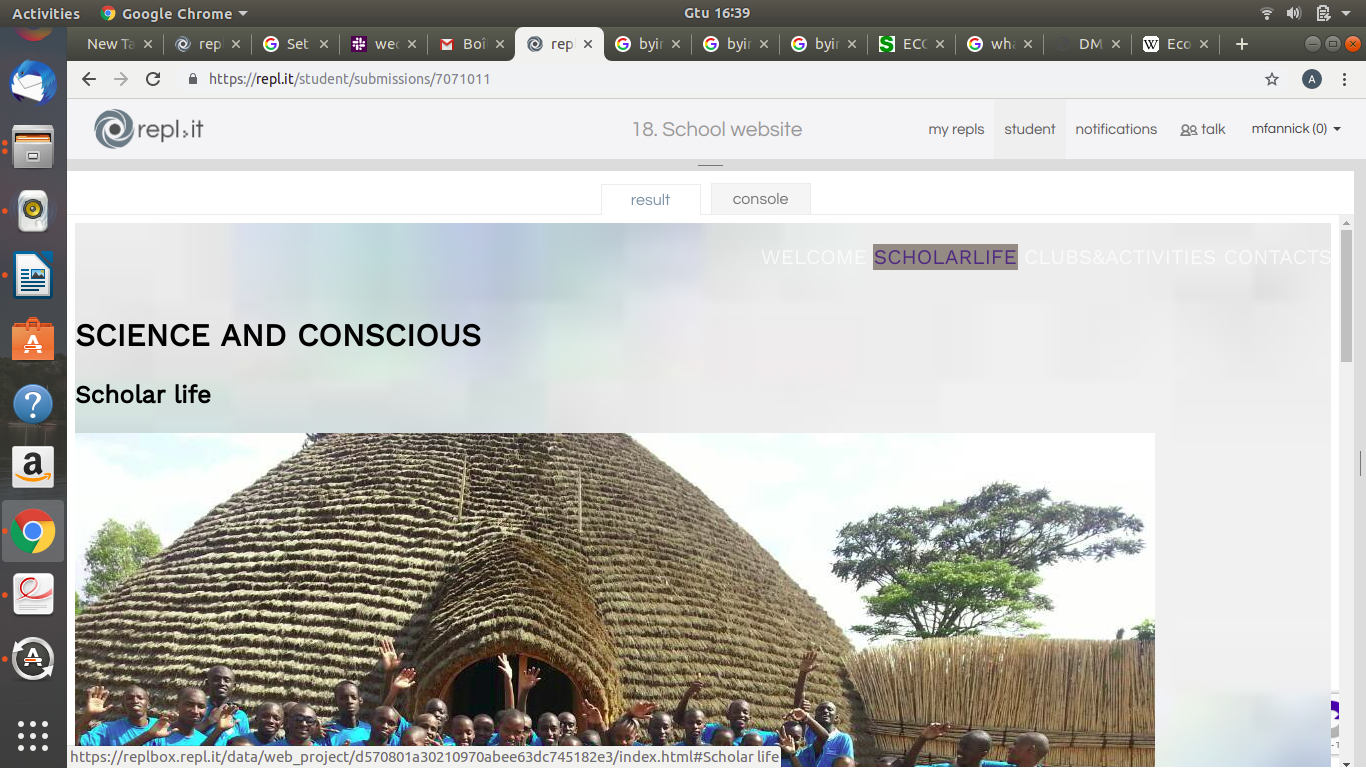 Activities Google Chrome Gtu 16:39
New Ta rep Set wec Boi rep byir byir byir ECC wha DM Eco
https://repl.it/student/submissions/7071011 A
repl.it 18. School website my repls student notifications talk mfannick (0)
result console
WELCOME SCHOLARLIFE CLUBS&ACTIVITIES CONTACTS
SCIENCE AND CONSCIOUS
Scholar life
https://replbox.repl.it/data/web_project/d570801a30210970abee63dc745182e3/index.html#Scholar life